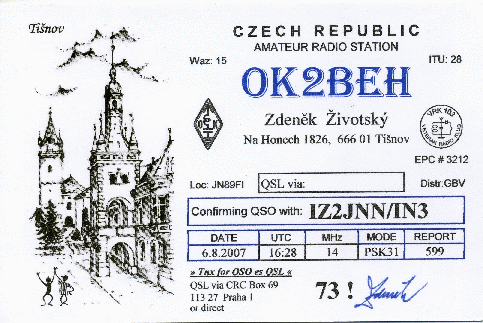 Tišnov
CZECH REPUBLIC
AMATEUR RADIO STATION
Waz: 15
ITU: 28
OK2BEH
Zdeněk Životský
Na Honech 1826, 666 01 Tišnov
VRK 102
EPC # 3212
Loc: JN89FI
QSL via:
Distr:GBV
Confirming QSO with: IZ2JNN/IN3
DATE UTC MHz MODE REPORT
6.8.2007 16:28 14 PSK31 599
» Tnx for QSO es QSL «
QSL via CRC Box 69
113 27 Praha 1
or direct
73 !
Zdenek